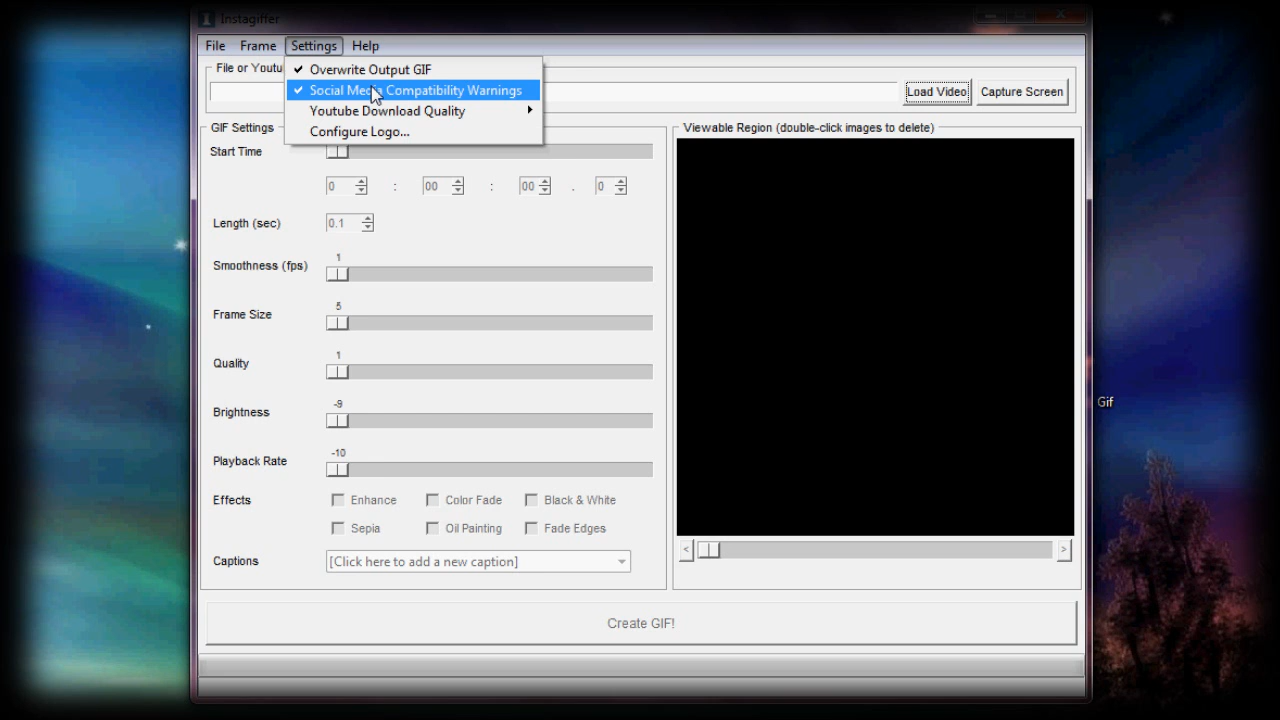 Instagiffer
File Frame Settings Help
File or Youtu
Overwrite Output GIF
Social Media Compatibility Warnings
Youtube Download Quality
Configure Logo...
Load Video
Capture Screen
GIF Settings
Start Time
0 : 00 : 00 . 0
Length (sec) 0.1
Smoothness (fps) 1
Frame Size 5
Quality 1
Brightness -9
Playback Rate -10
Effects Enhance Color Fade Black & White
Sepia Oil Painting Fade Edges
Captions [Click here to add a new caption]
Viewable Region (double-click images to delete)
< >
Create GIF!
Gif